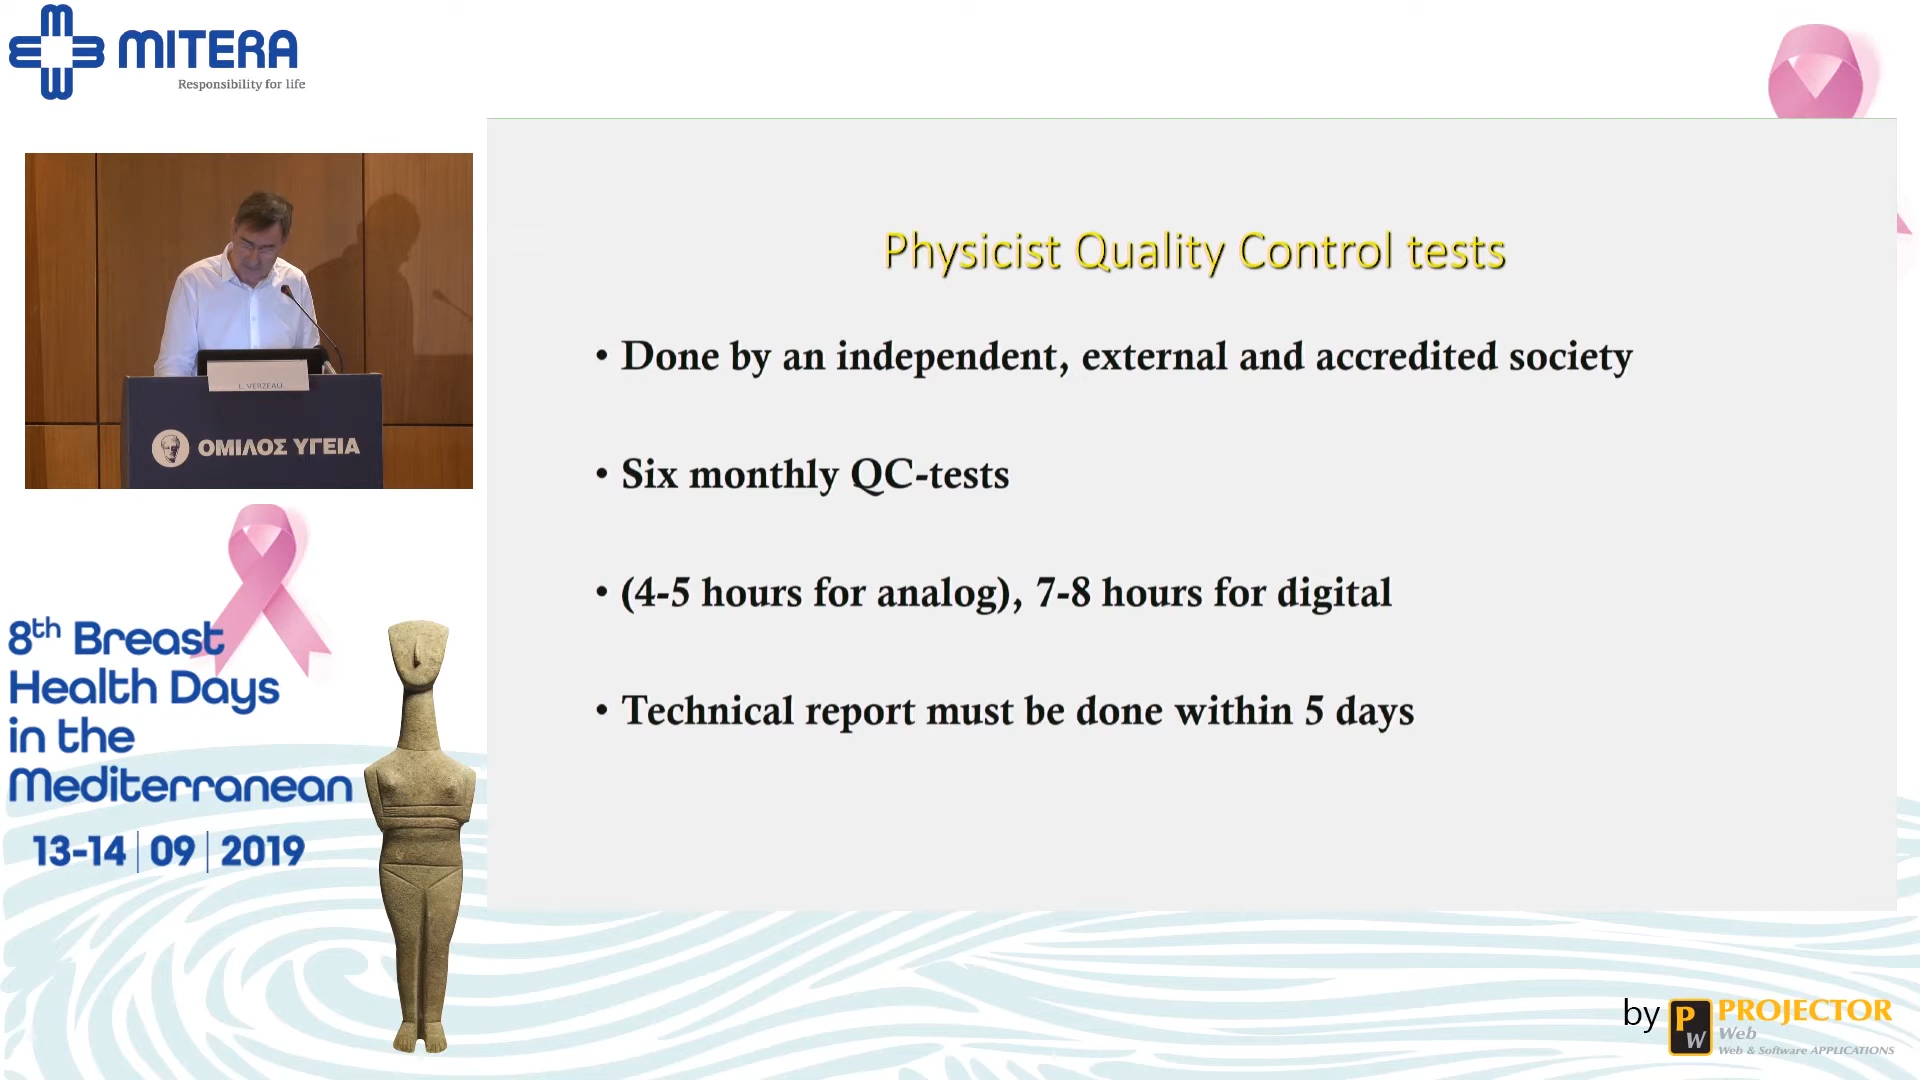 MITERA
Responsibility for life
L. VERZEAU
ΟΜΙΛΟΣ ΥΓΕΙΑ
8th Breast
Health Days
in the
Mediterranean
13-14 | 09 | 2019
Physicist Quality Control tests
• Done by an independent, external and accredited society
• Six monthly QC-tests
• (4-5 hours for analog), 7-8 hours for digital
• Technical report must be done within 5 days
by PW PROJECTOR
Web
Web & Software APPLICATIONS